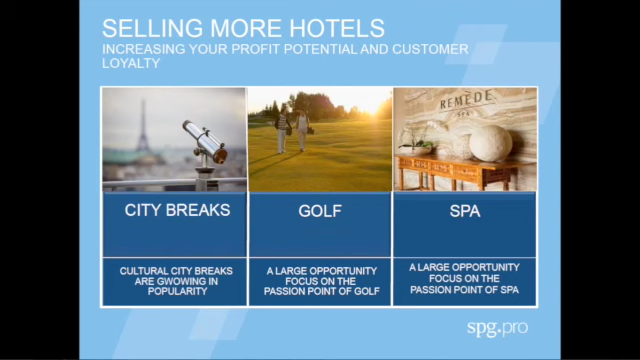 SELLING MORE HOTELS
INCREASING YOUR PROFIT POTENTIAL AND CUSTOMER
LOYALTY
REMÈDE
SPA
CITY BREAKS
GOLF
SPA
CULTURAL CITY BREAKS
ARE GWOWING IN
POPULARITY
A LARGE OPPORTUNITY
FOCUS ON THE
PASSION POINT OF GOLF
A LARGE OPPORTUNITY
FOCUS ON THE
PASSION POINT OF SPA
spg.pro